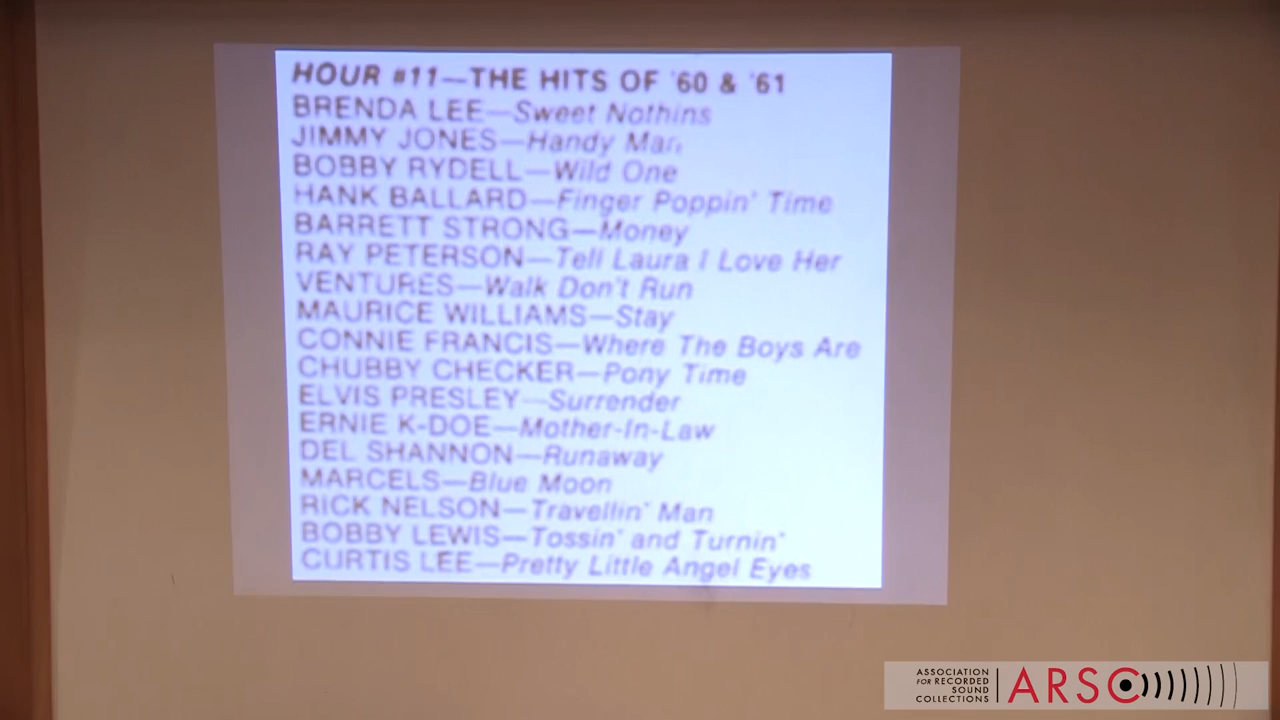 HOUR #11—THE HITS OF '60 & '61
BRENDA LEE—Sweet Nothins
JIMMY JONES—Handy Man
BOBBY RYDELL—Wild One
HANK BALLARD—Finger Poppin' Time
BARRETT STRONG—Money
RAY PETERSON—Tell Laura I Love Her
VENTURES—Walk Don't Run
MAURICE WILLIAMS—Stay
CONNIE FRANCIS—Where The Boys Are
CHUBBY CHECKER—Pony Time
ELVIS PRESLEY—Surrender
ERNIE K-DOE—Mother-In-Law
DEL SHANNON—Runaway
MARCELS—Blue Moon
RICK NELSON—Travellin' Man
BOBBY LEWIS—Tossin' and Turnin'
CURTIS LEE—Pretty Little Angel Eyes
ASSOCIATION
FOR RECORDED
SOUND
COLLECTIONS
ARSC